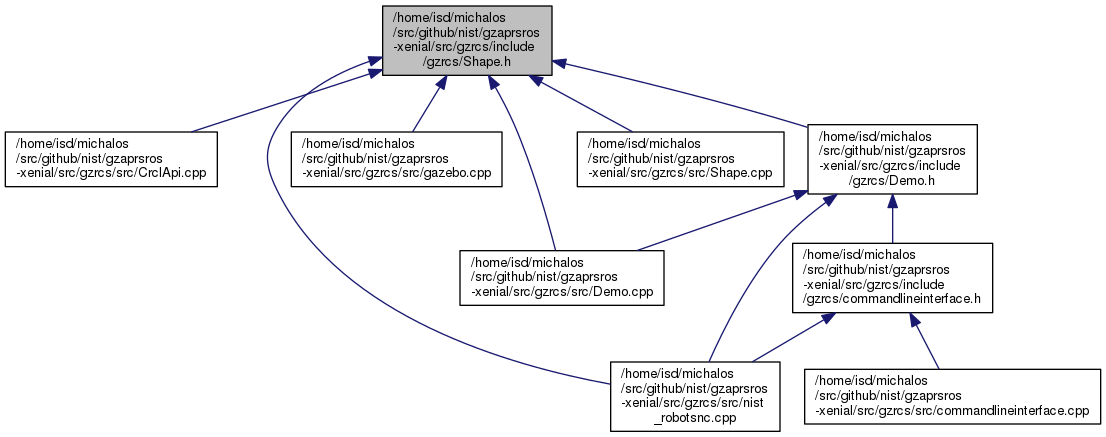 /home/isd/michalos
/src/github/nist/gzaprsros
-xenial/src/gzrcs/include
/gzrcs/Shape.h
/home/isd/michalos
/src/github/nist/gzaprsros
-xenial/src/gzrcs/src/CrclApi.cpp
/home/isd/michalos
/src/github/nist/gzaprsros
-xenial/src/gzrcs/src/gazebo.cpp
/home/isd/michalos
/src/github/nist/gzaprsros
-xenial/src/gzrcs/src/Shape.cpp
/home/isd/michalos
/src/github/nist/gzaprsros
-xenial/src/gzrcs/include
/gzrcs/Demo.h
/home/isd/michalos
/src/github/nist/gzaprsros
-xenial/src/gzrcs/src/Demo.cpp
/home/isd/michalos
/src/github/nist/gzaprsros
-xenial/src/gzrcs/include
/gzrcs/commandlineinterface.h
/home/isd/michalos
/src/github/nist/gzaprsros
-xenial/src/gzrcs/src/nist
_robotsnc.cpp
/home/isd/michalos
/src/github/nist/gzaprsros
-xenial/src/gzrcs/src/commandlineinterface.cpp